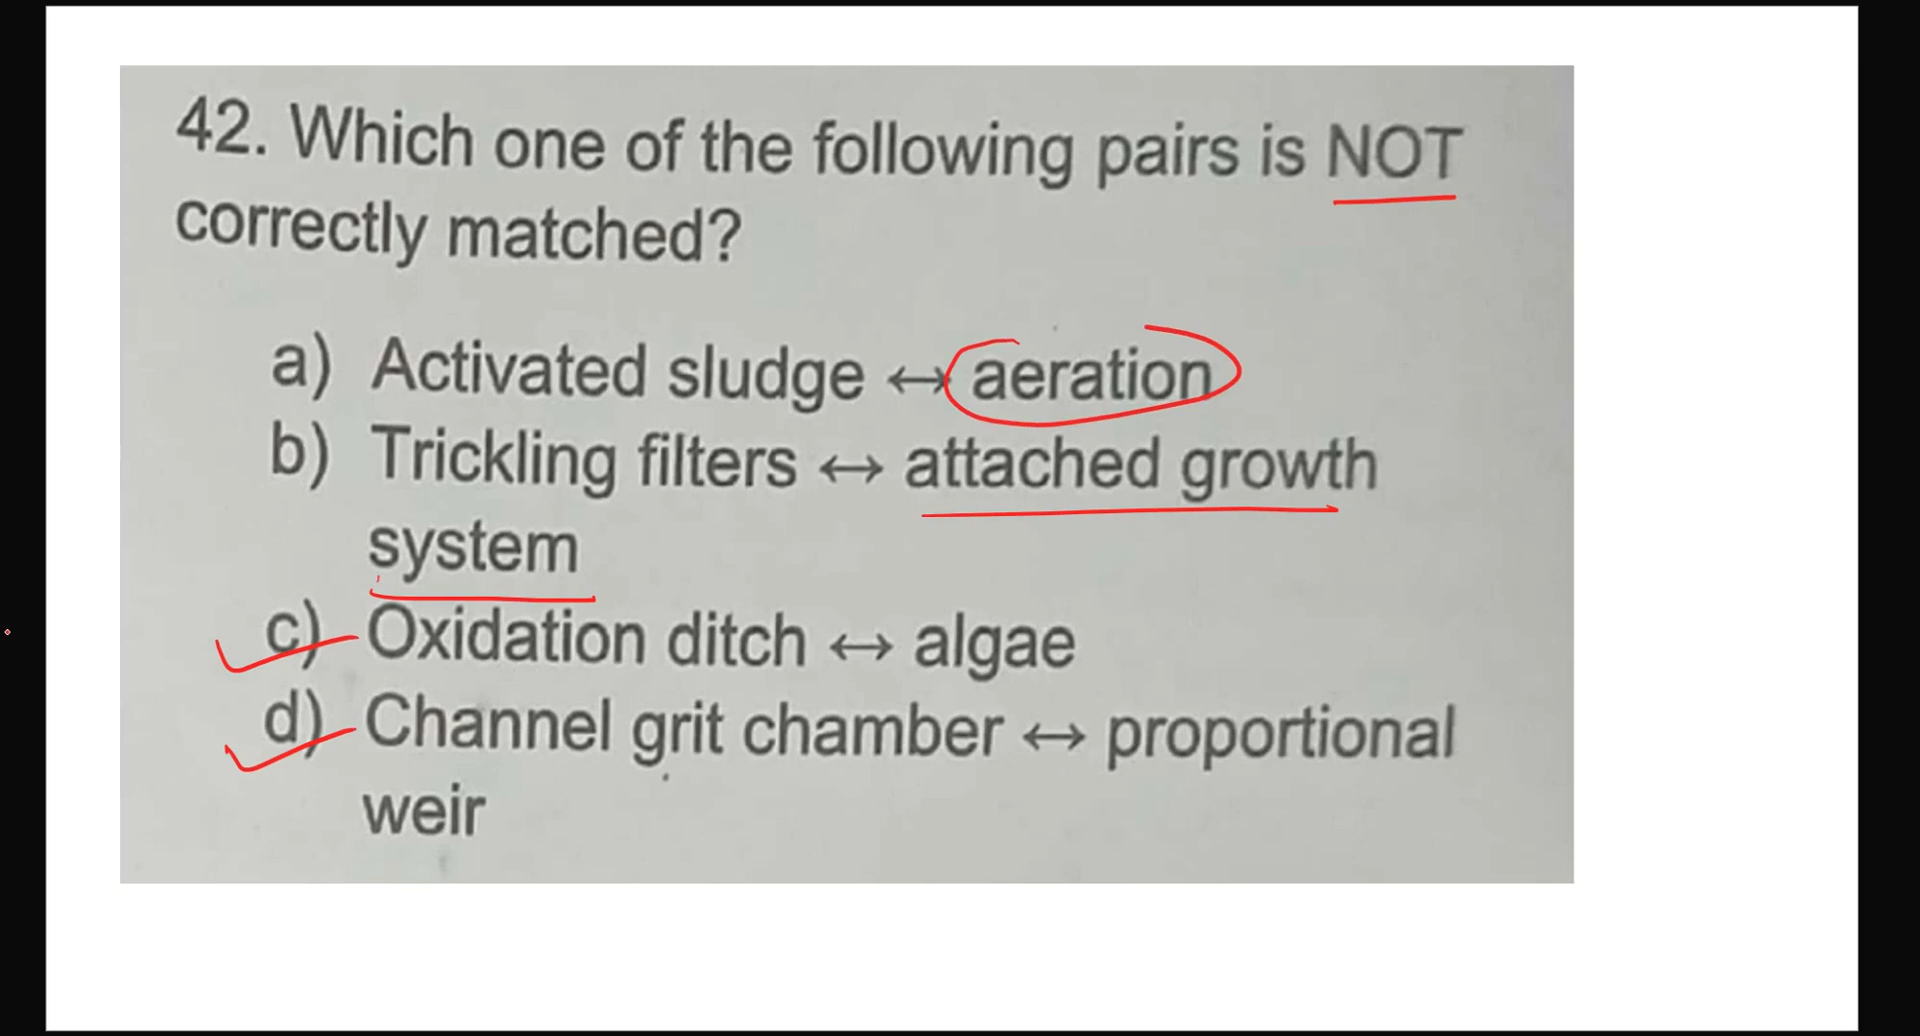 42. Which one of the following pairs is NOT
correctly matched?
a) Activated sludge ↔ aeration
b) Trickling filters ↔ attached growth
system
c) Oxidation ditch ↔ algae
d) Channel grit chamber ↔ proportional
weir